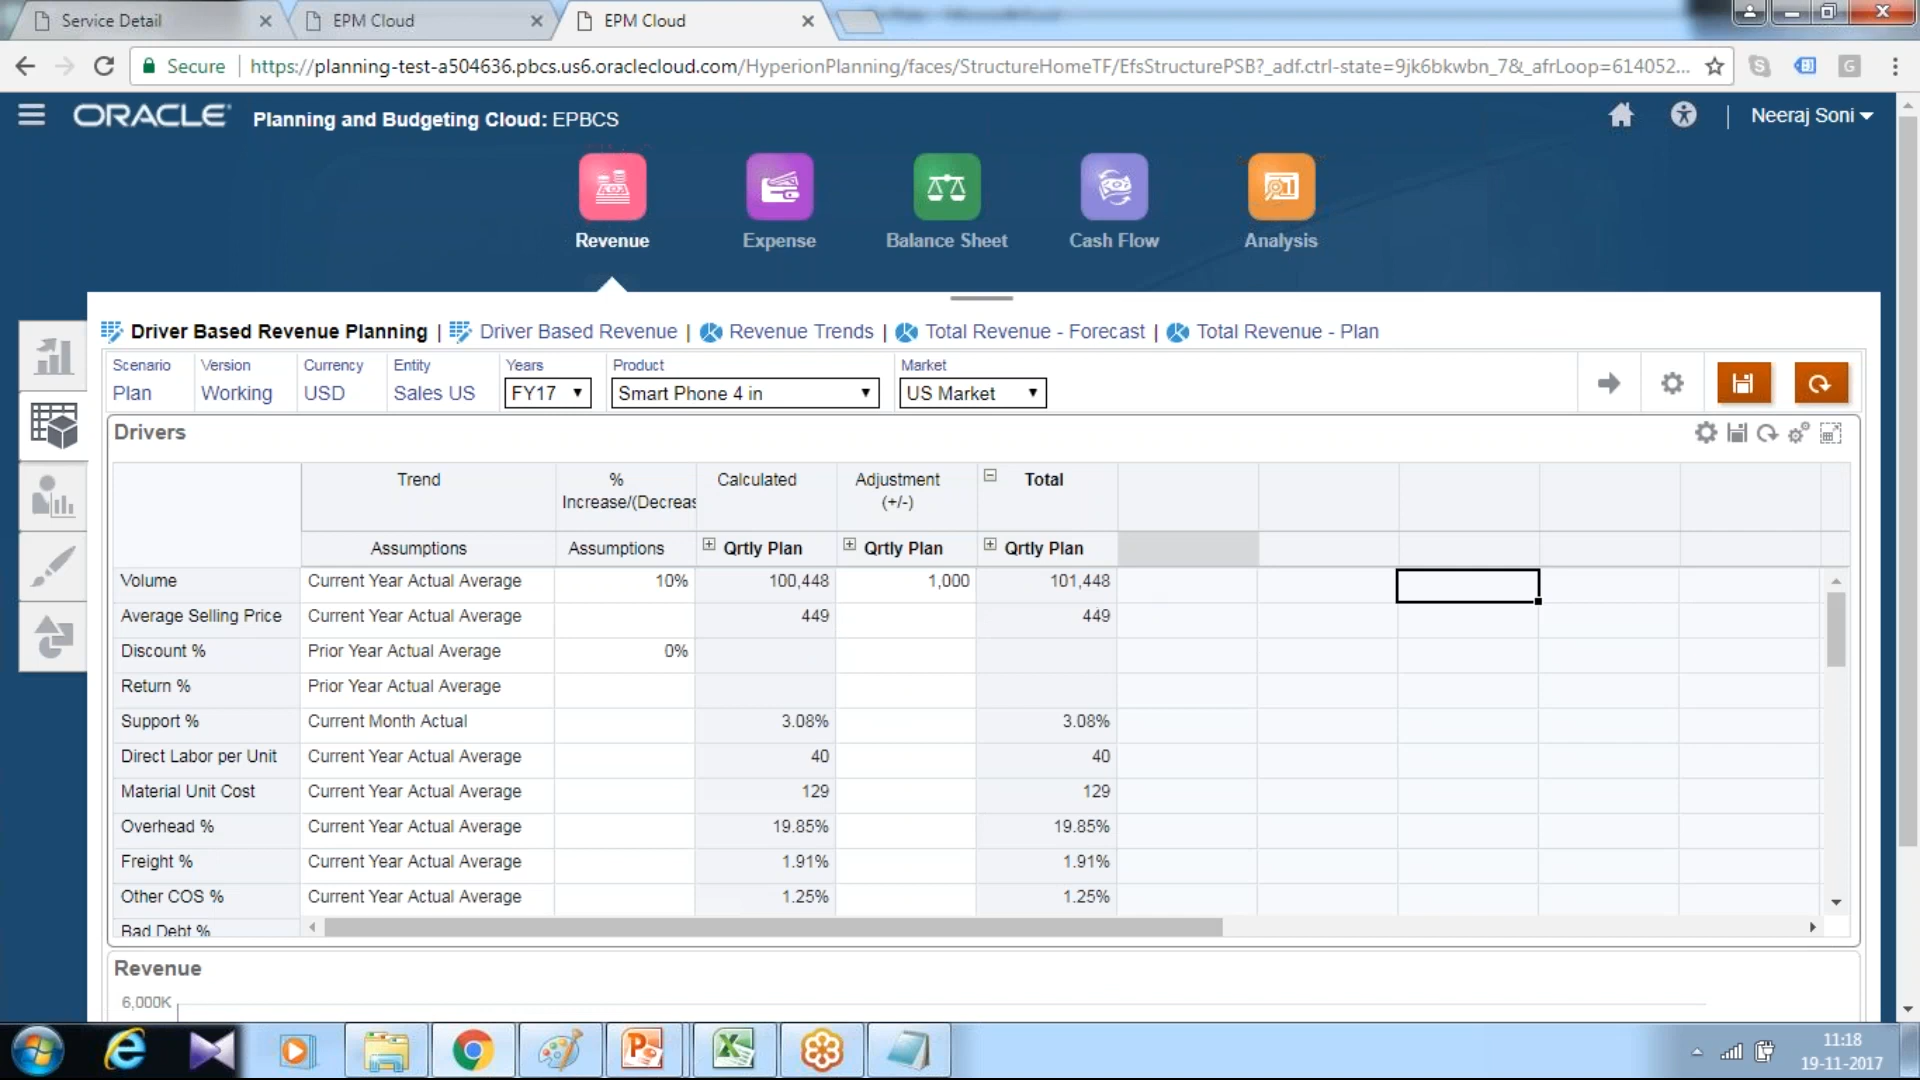 Service Detail
EPM Cloud
EPM Cloud
Secure https://planning-test-a504636.pbcs.us6.oraclecloud.com/HyperionPlanning/faces/StructureHomeTF/EfsStructurePSB?_adf.ctrl-state=9jk6bkwbn_7&_afrLoop=614052...
ORACLE Planning and Budgeting Cloud: EPBCS
Neeraj Soni
Revenue Expense Balance Sheet Cash Flow Analysis
Driver Based Revenue Planning | Driver Based Revenue | Revenue Trends | Total Revenue - Forecast | Total Revenue - Plan
Scenario Version Currency Entity Years Product Market
Plan Working USD Sales US FY17 Smart Phone 4 in US Market
Drivers
Trend % Calculated Adjustment Total
Increase/(Decreas (+/-)
Assumptions Assumptions Qrtly Plan Qrtly Plan Qrtly Plan
Volume Current Year Actual Average 10% 100,448 1,000 101,448
Average Selling Price Current Year Actual Average 449 449
Discount % Prior Year Actual Average 0%
Return % Prior Year Actual Average
Support % Current Month Actual 3.08% 3.08%
Direct Labor per Unit Current Year Actual Average 40 40
Material Unit Cost Current Year Actual Average 129 129
Overhead % Current Year Actual Average 19.85% 19.85%
Freight % Current Year Actual Average 1.91% 1.91%
Other COS % Current Year Actual Average 1.25% 1.25%
Bad Debt %
Revenue
6,000K
11:18
19-11-2017